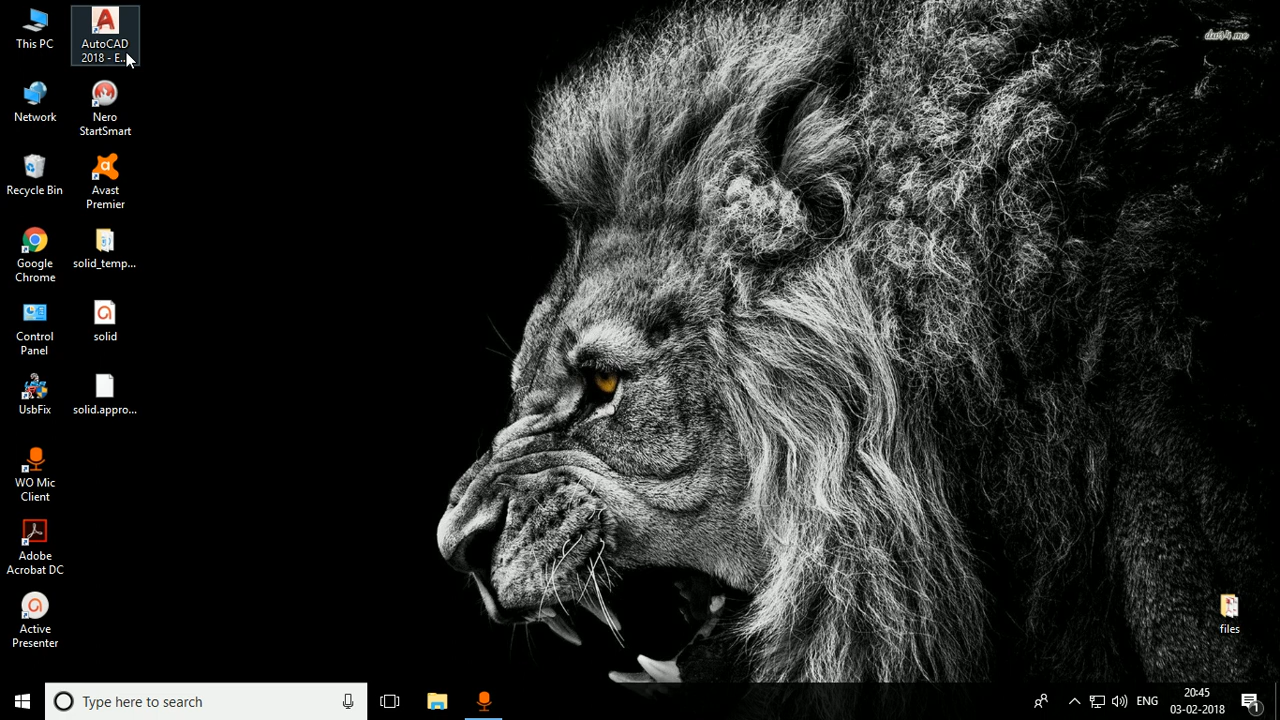 This PC
AutoCAD
2018 - E...
Network
Nero
StartSmart
Recycle Bin
Avast
Premier
Google
Chrome
solid_temp...
Control
Panel
solid
UsbFix
solid.appro...
WO Mic
Client
Adobe
Acrobat DC
Active
Presenter
files
Type here to search
ENG
20:45
03-02-2018
1